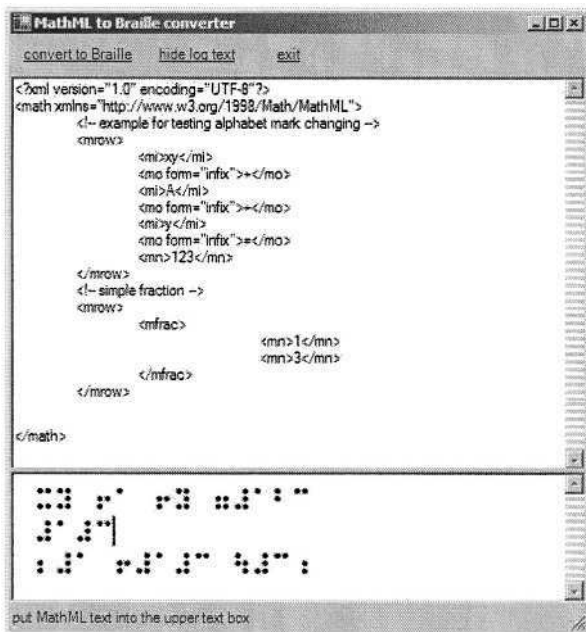 MathML to Braille converter
convert to Braille hide log text exit
<?xml version="1.0" encoding="UTF-8"?>
<math xmlns="http://www.w3.org/1998/Math/MathML">
<!-- example for testing alphabet mark changing -->
<mrow>
<mi>xy</mi>
<mo form="infix">+</mo>
<mi>A</mi>
<mo form="infix">+</mo>
<mi>y</mi>
<mo form="infix">=</mo>
<mn>123</mn>
</mrow>
<!-- simple fraction -->
<mrow>
<mfrac>
<mn>1</mn>
<mn>3</mn>
</mfrac>
</mrow>
</math>
put MathML text into the upper text box